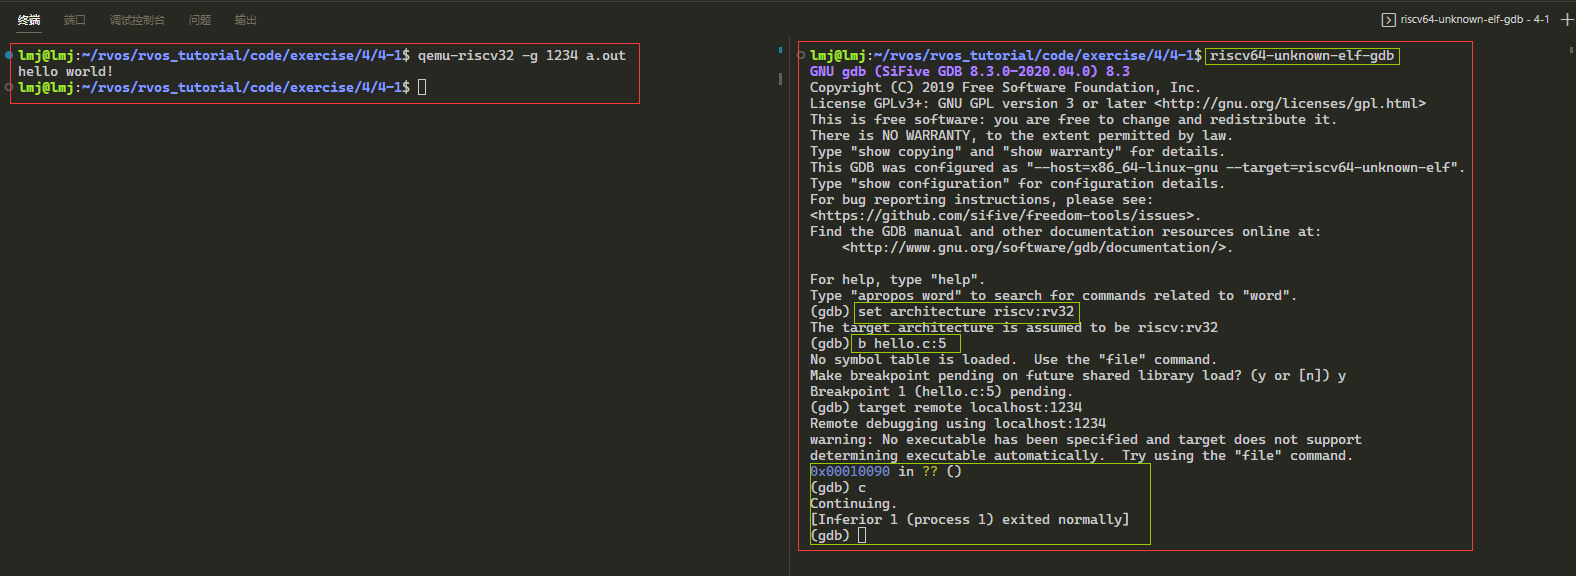 终端 端口 调试控制台 问题 输出
riscv64-unknown-elf-gdb - 4-1
lmj@lmj:~/rvos/rvos_tutorial/code/exercise/4/4-1$ qemu-riscv32 -g 1234 a.out
hello world!
lmj@lmj:~/rvos/rvos_tutorial/code/exercise/4/4-1$
lmj@lmj:~/rvos/rvos_tutorial/code/exercise/4/4-1$ riscv64-unknown-elf-gdb
GNU gdb (SiFive GDB 8.3.0-2020.04.0) 8.3
Copyright (C) 2019 Free Software Foundation, Inc.
License GPLv3+: GNU GPL version 3 or later <http://gnu.org/licenses/gpl.html>
This is free software: you are free to change and redistribute it.
There is NO WARRANTY, to the extent permitted by law.
Type "show copying" and "show warranty" for details.
This GDB was configured as "--host=x86_64-linux-gnu --target=riscv64-unknown-elf".
Type "show configuration" for configuration details.
For bug reporting instructions, please see:
<https://github.com/sifive/freedom-tools/issues>.
Find the GDB manual and other documentation resources online at:
    <http://www.gnu.org/software/gdb/documentation/>.
For help, type "help".
Type "apropos word" to search for commands related to "word".
(gdb) set architecture riscv:rv32
The target architecture is assumed to be riscv:rv32
(gdb) b hello.c:5
No symbol table is loaded.  Use the "file" command.
Make breakpoint pending on future shared library load? (y or [n]) y
Breakpoint 1 (hello.c:5) pending.
(gdb) target remote localhost:1234
Remote debugging using localhost:1234
warning: No executable has been specified and target does not support
determining executable automatically.  Try using the "file" command.
0x00010090 in ?? ()
(gdb) c
Continuing.
[Inferior 1 (process 1) exited normally]
(gdb)